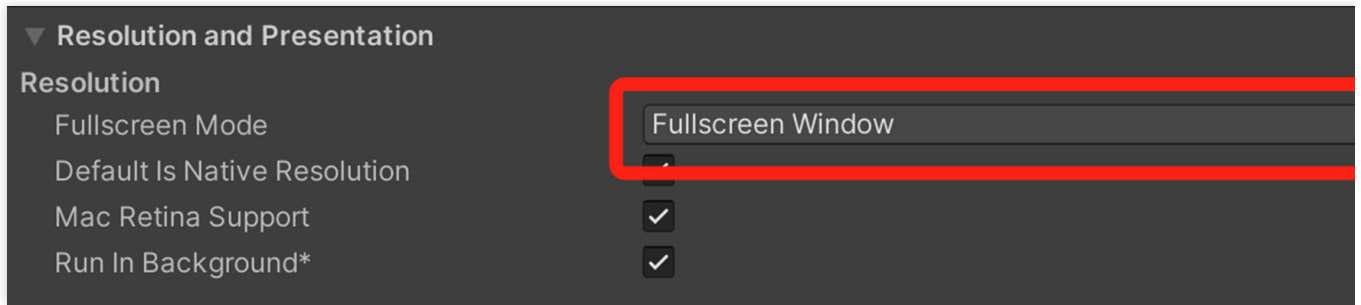 Resolution and Presentation
Resolution
Fullscreen Mode Fullscreen Window
Default Is Native Resolution
Mac Retina Support
Run In Background*